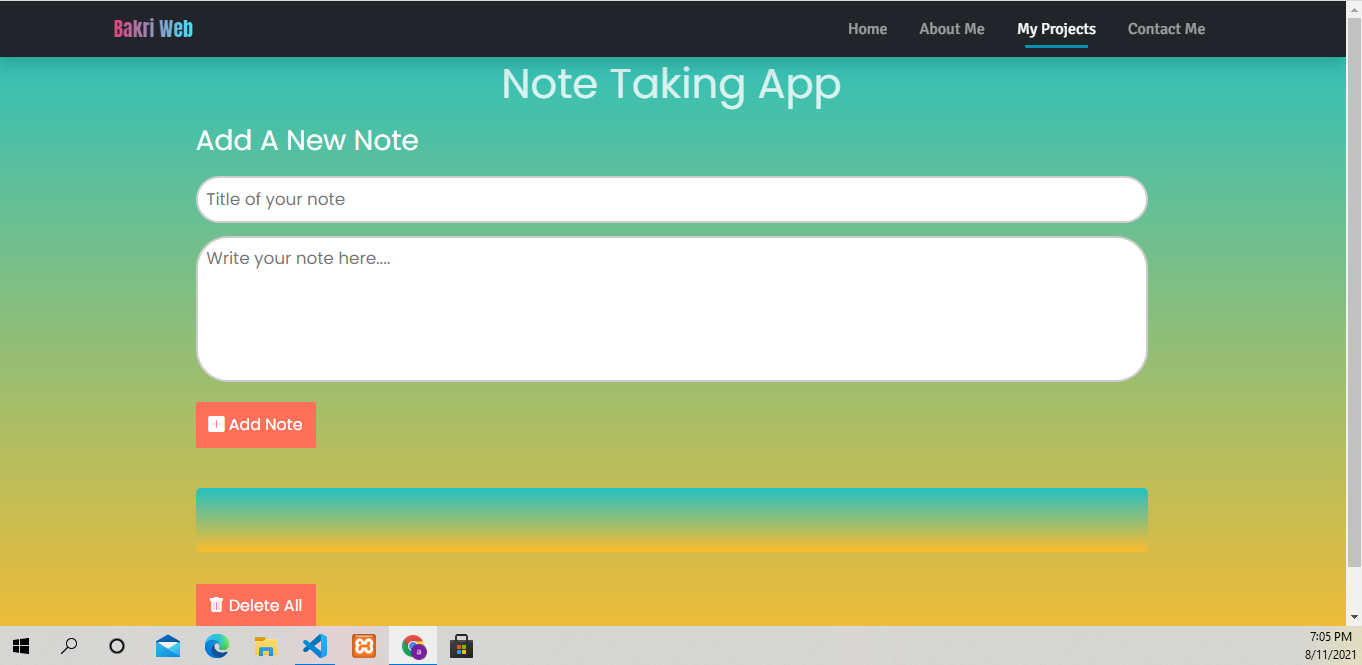 Bakri Web
Home About Me My Projects Contact Me
Note Taking App
Add A New Note
Title of your note
Write your note here....
Add Note
Delete All
a
7:05 PM
8/11/2021